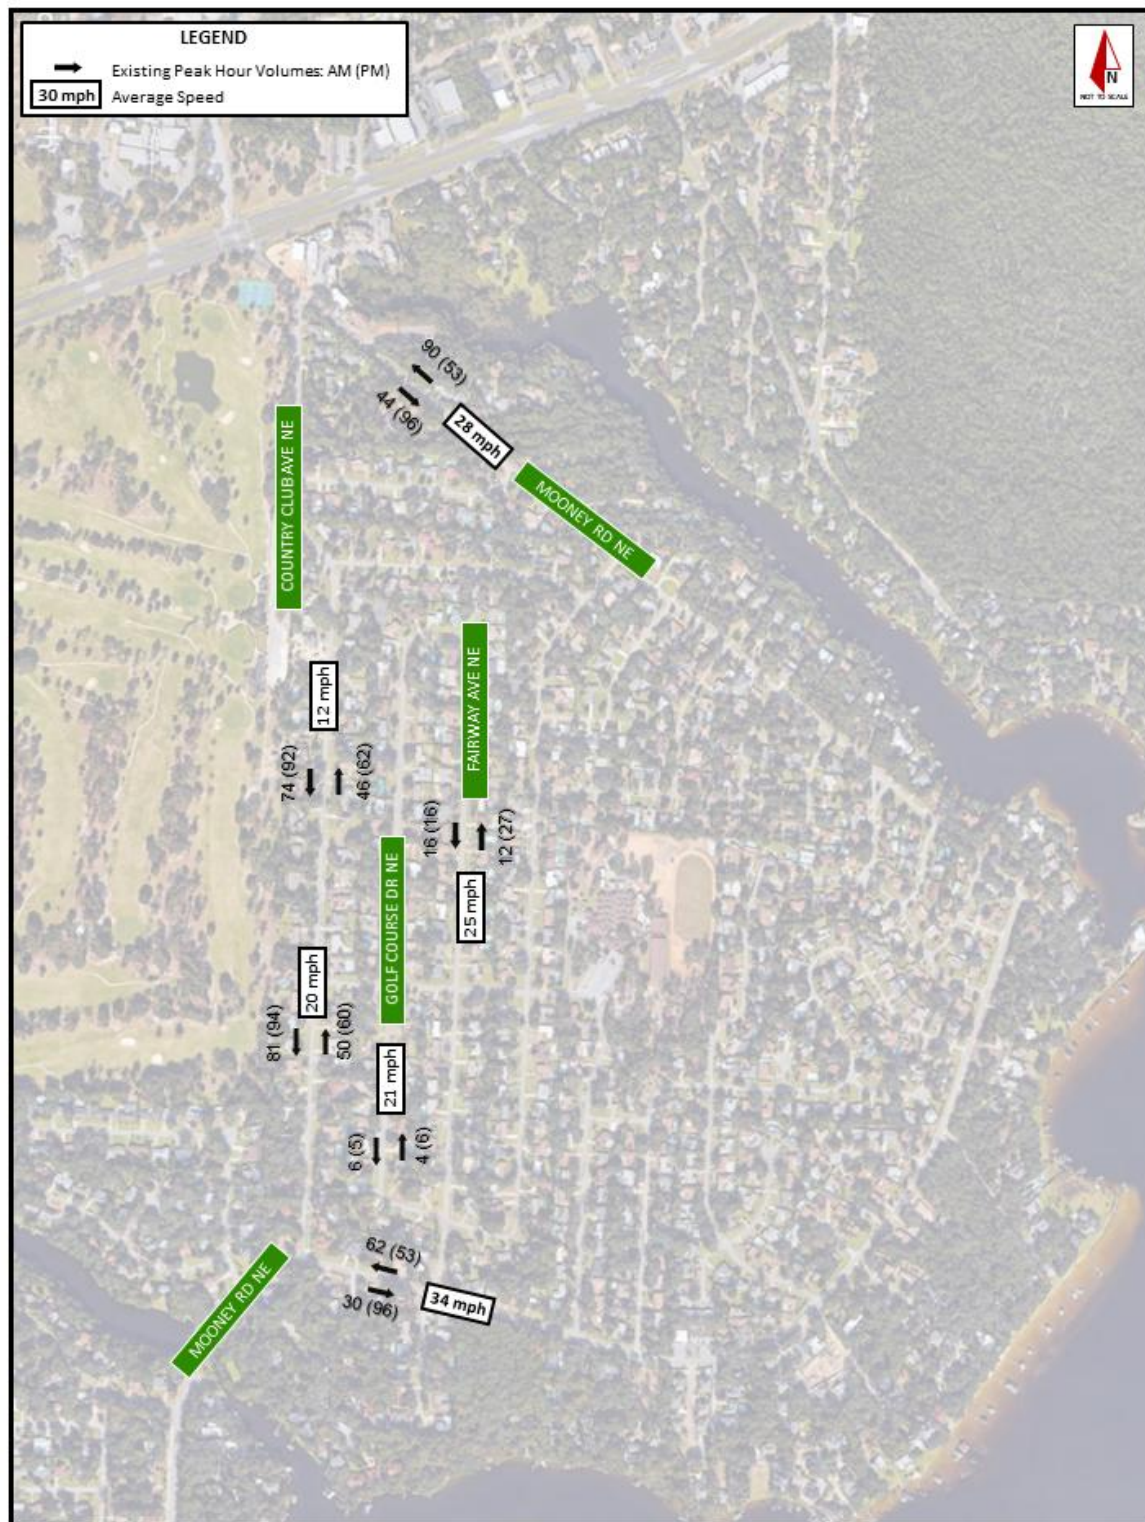 LEGEND
Existing Peak Hour Volumes: AM (PM)
30 mph Average Speed
N
NOT TO SCALE
90 (53)
44 (96)
28 mph
MOONEY RD NE
COUNTRY CLUB AVE NE
12 mph
74 (92)
46 (62)
FAIRWAY AVE NE
16 (16)
12 (27)
25 mph
GOLF COURSE DR NE
20 mph
81 (94)
50 (60)
21 mph
6 (5)
4 (6)
62 (53)
30 (96)
34 mph
MOONEY RD NE